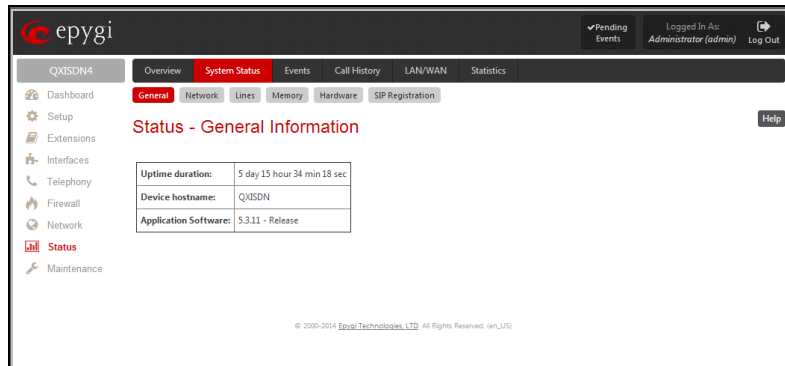 epygi
✔Pending Events
Logged In As:
Administrator (admin)
Log Out
QXISDN4
Overview
System Status
Events
Call History
LAN/WAN
Statistics
Dashboard
Setup
Extensions
Interfaces
Telephony
Firewall
Network
Status
Maintenance
General
Network
Lines
Memory
Hardware
SIP Registration
Help
Status - General Information
Uptime duration: 5 day 15 hour 34 min 18 sec
Device hostname: QXISDN
Application Software: 5.3.11 - Release
© 2000-2014 Epygi Technologies, LTD. All Rights Reserved. (en_US)